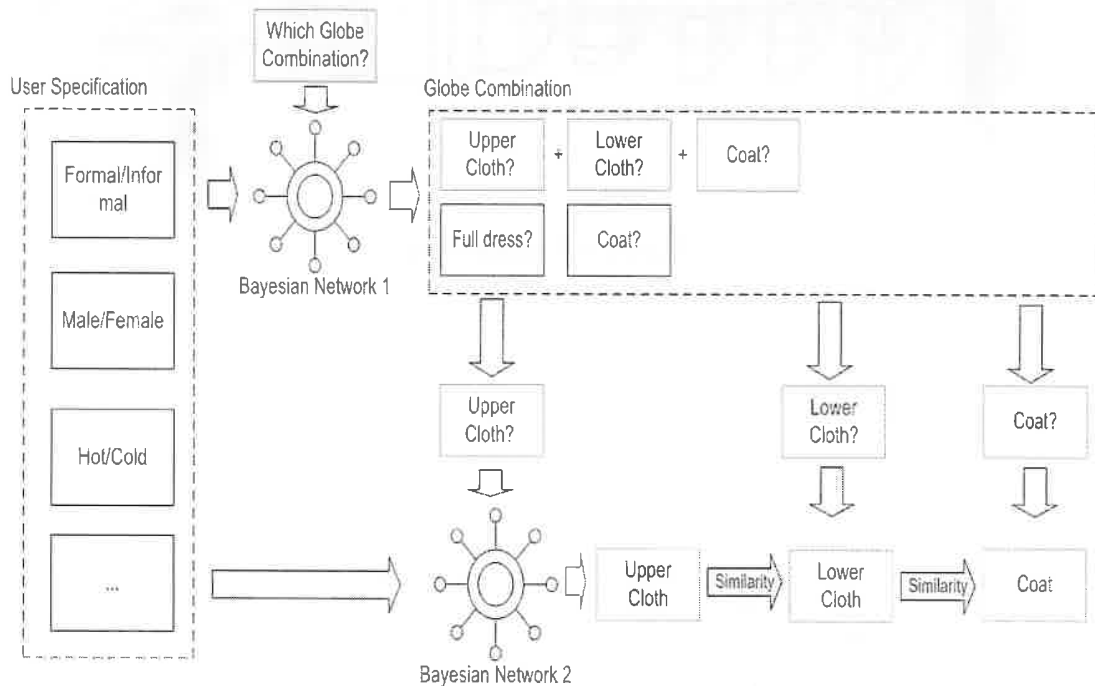 Which Globe
Combination?
User Specification
Globe Combination
Formal/Infor
mal
Upper
Cloth?
+
Lower
Cloth?
+
Coat?
Full dress?
Coat?
Bayesian Network 1
Male/Female
Upper
Cloth?
Lower
Cloth?
Coat?
Hot/Cold
...
Upper
Cloth
Similarity
Lower
Cloth
Similarity
Coat
Bayesian Network 2